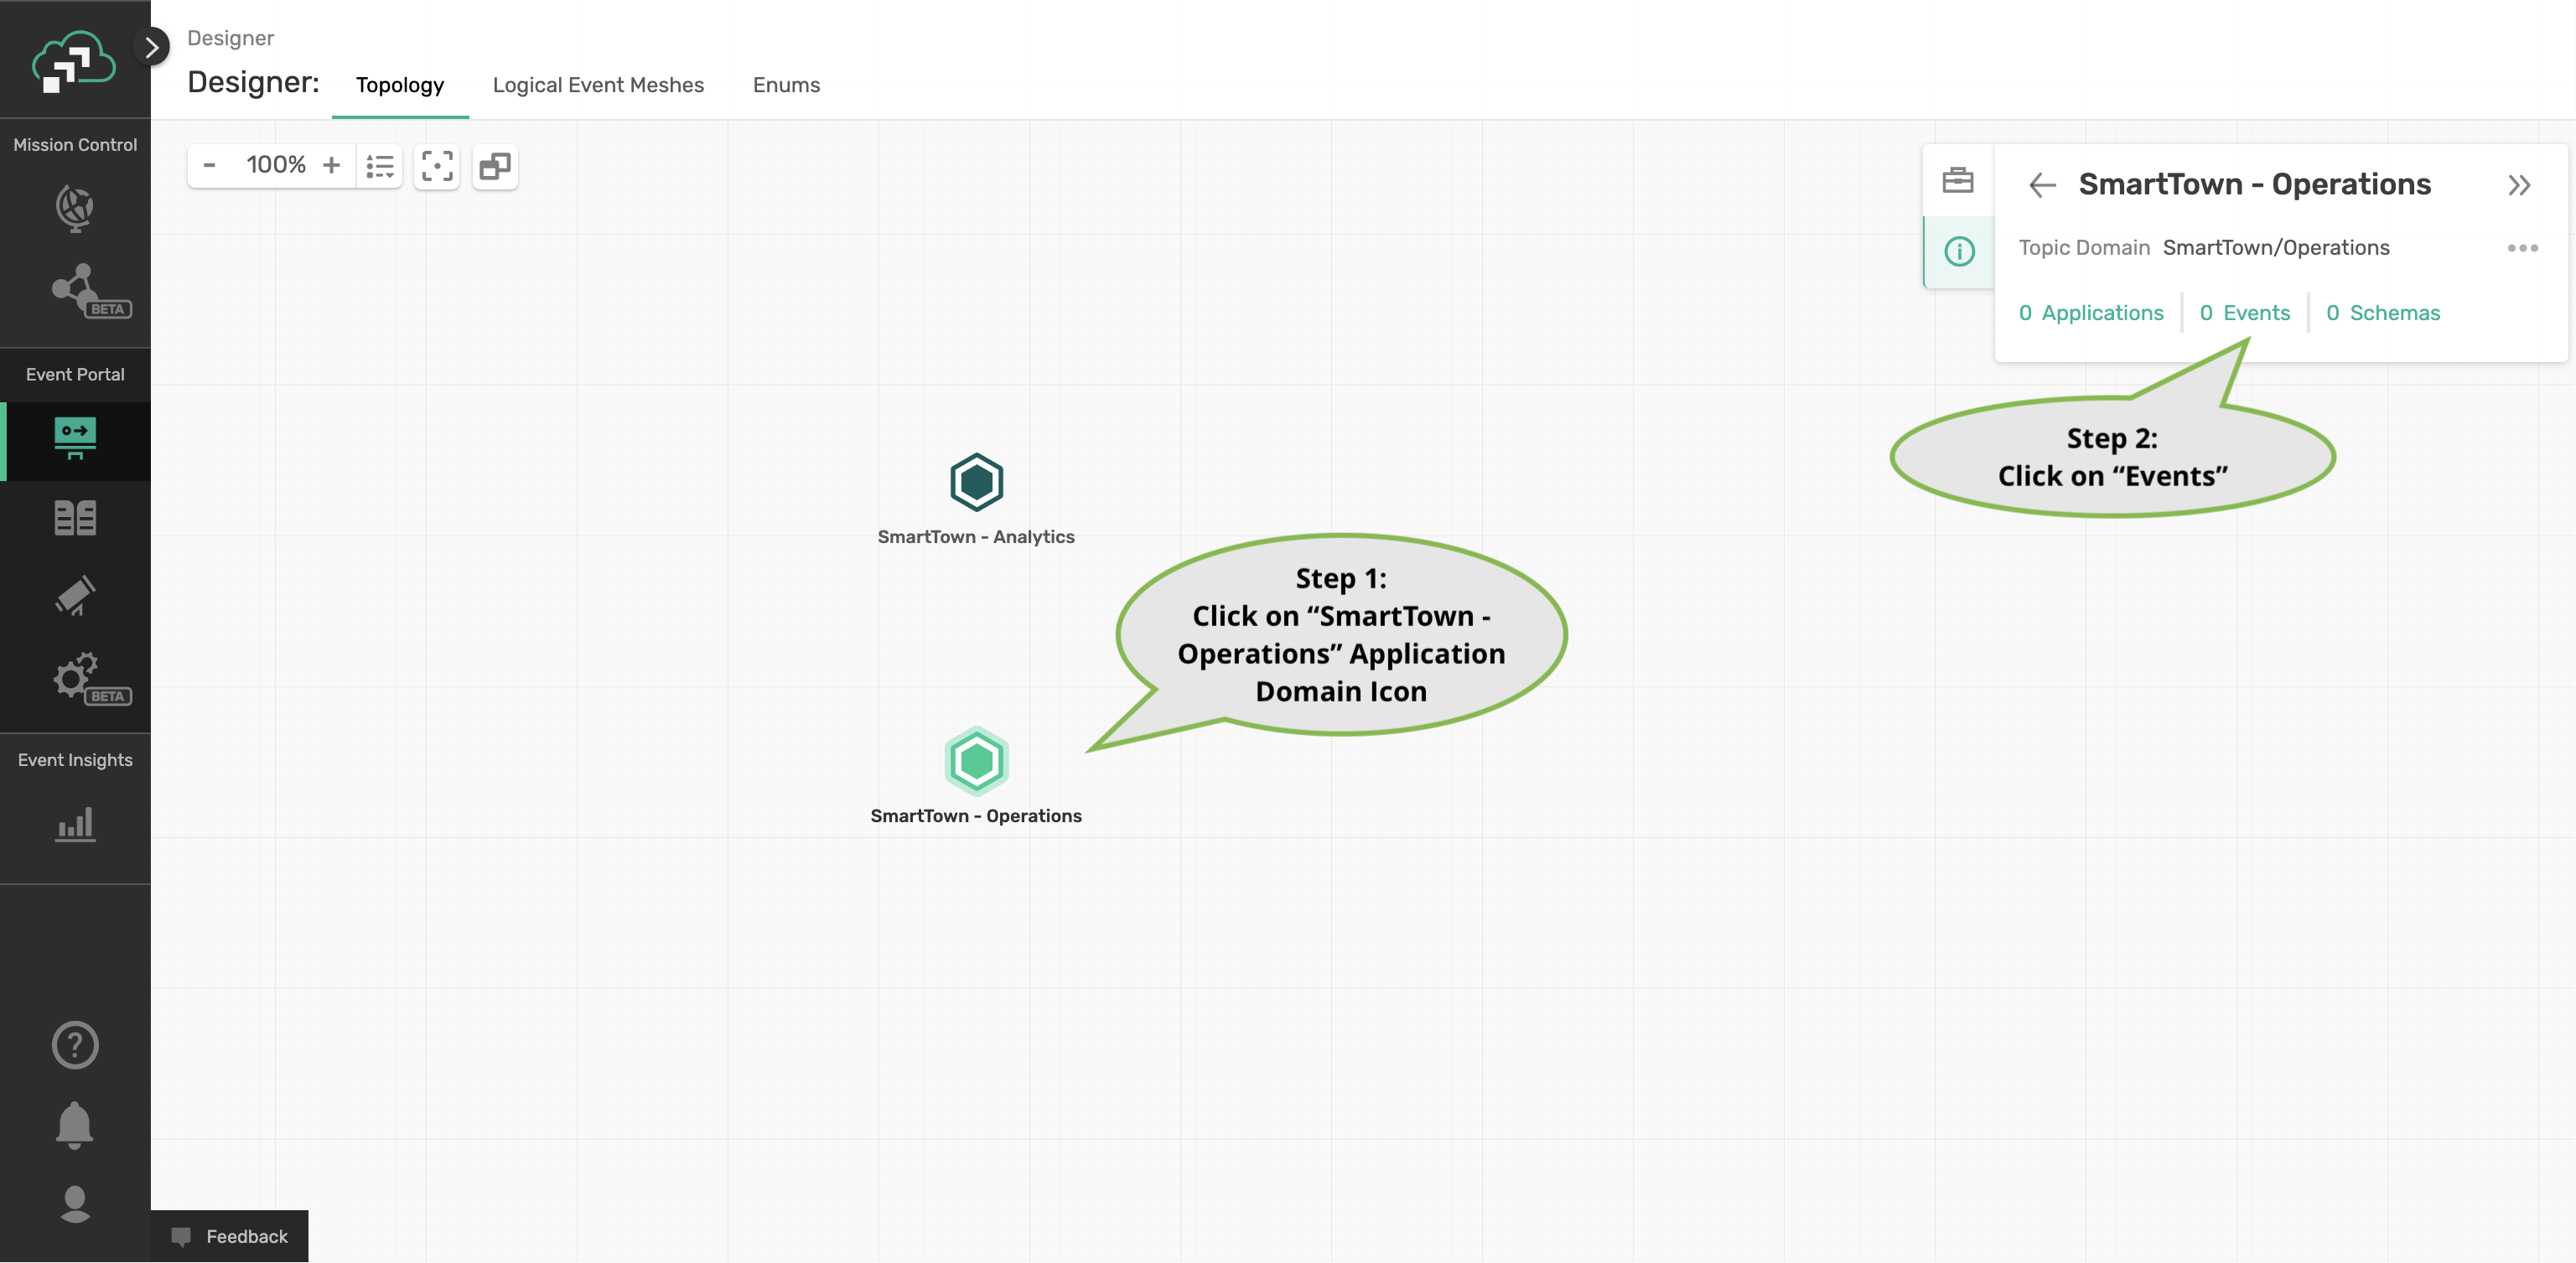 Designer
Designer:
Topology
Logical Event Meshes
Enums
Mission Control
BETA
Event Portal
BETA
Event Insights
- 100% +
SmartTown - Operations
Topic Domain SmartTown/Operations
0 Applications
0 Events
0 Schemas
Step 2:
Click on “Events”
SmartTown - Analytics
Step 1:
Click on “SmartTown -
Operations” Application
Domain Icon
SmartTown - Operations
?
Feedback